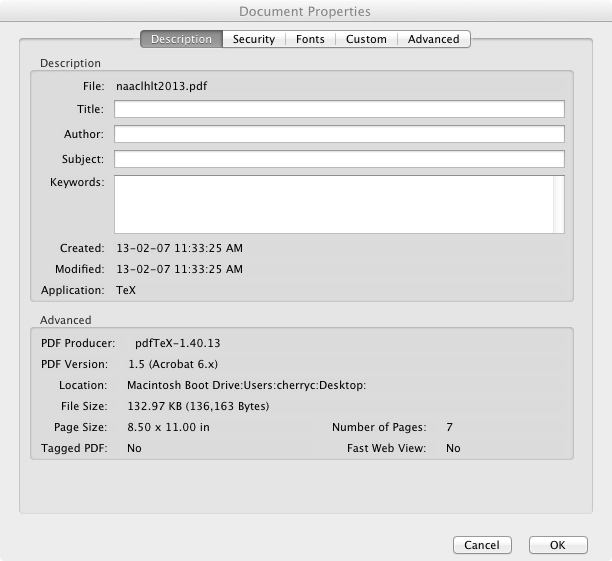 Document Properties
Description Security Fonts Custom Advanced
Description
File: naaclhlt2013.pdf
Title:
Author:
Subject:
Keywords:
Created: 13-02-07 11:33:25 AM
Modified: 13-02-07 11:33:25 AM
Application: TeX
Advanced
PDF Producer: pdfTeX-1.40.13
PDF Version: 1.5 (Acrobat 6.x)
Location: Macintosh Boot Drive:Users:cherryc:Desktop:
File Size: 132.97 KB (136,163 Bytes)
Page Size: 8.50 x 11.00 in Number of Pages: 7
Tagged PDF: No Fast Web View: No
Cancel OK